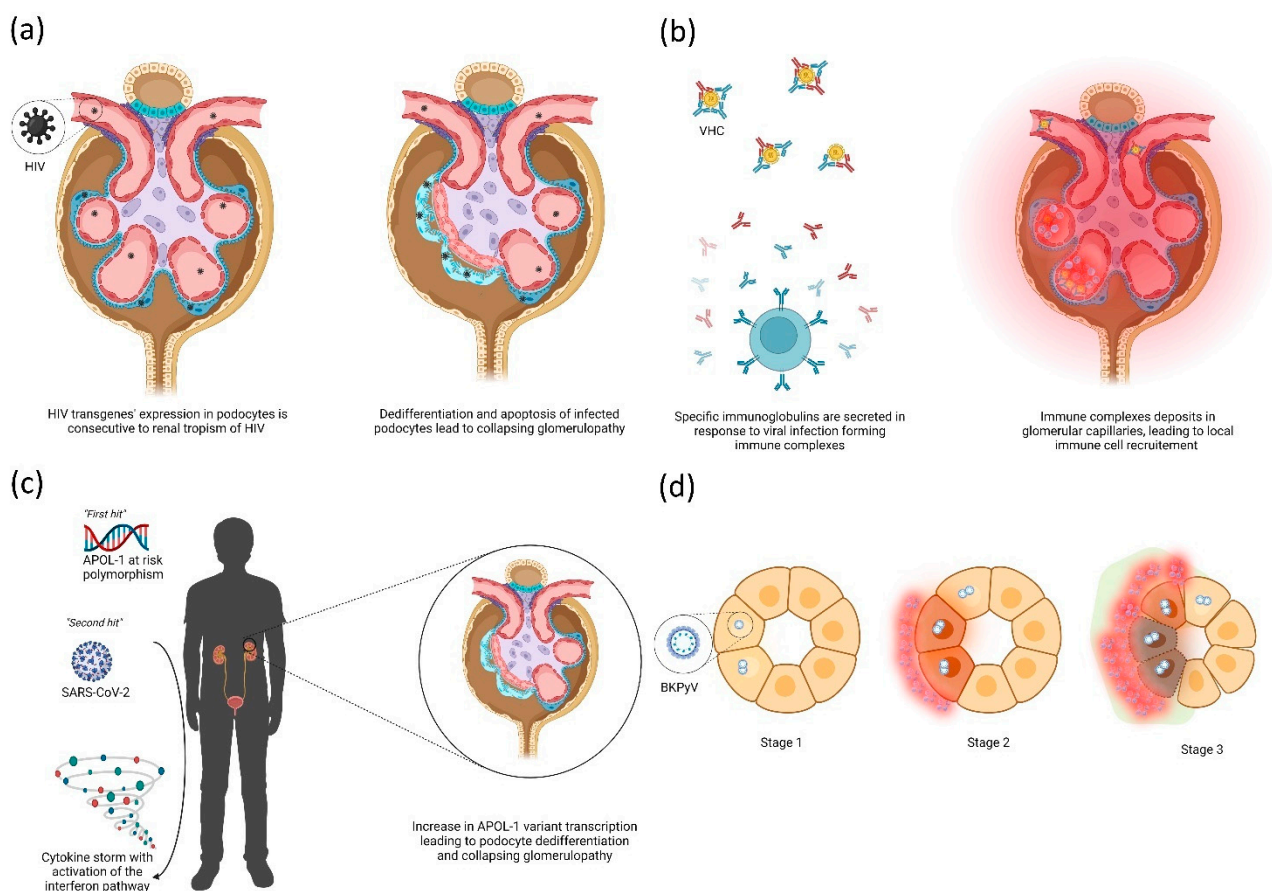 (a)
HIV
HIV transgenes' expression in podocytes is
consecutive to renal tropism of HIV
Dedifferentiation and apoptosis of infected
podocytes lead to collapsing glomerulopathy
(b)
VHC
Specific immunoglobulins are secreted in
response to viral infection forming
immune complexes
Immune complexes deposits in
glomerular capillaries, leading to local
immune cell recruitement
(c)
"First hit"
APOL-1 at risk
polymorphism
"Second hit"
SARS-CoV-2
Cytokine storm with
activation of the
interferon pathway
Increase in APOL-1 variant transcription
leading to podocyte dedifferentiation
and collapsing glomerulopathy
(d)
BKPyV
Stage 1
Stage 2
Stage 3